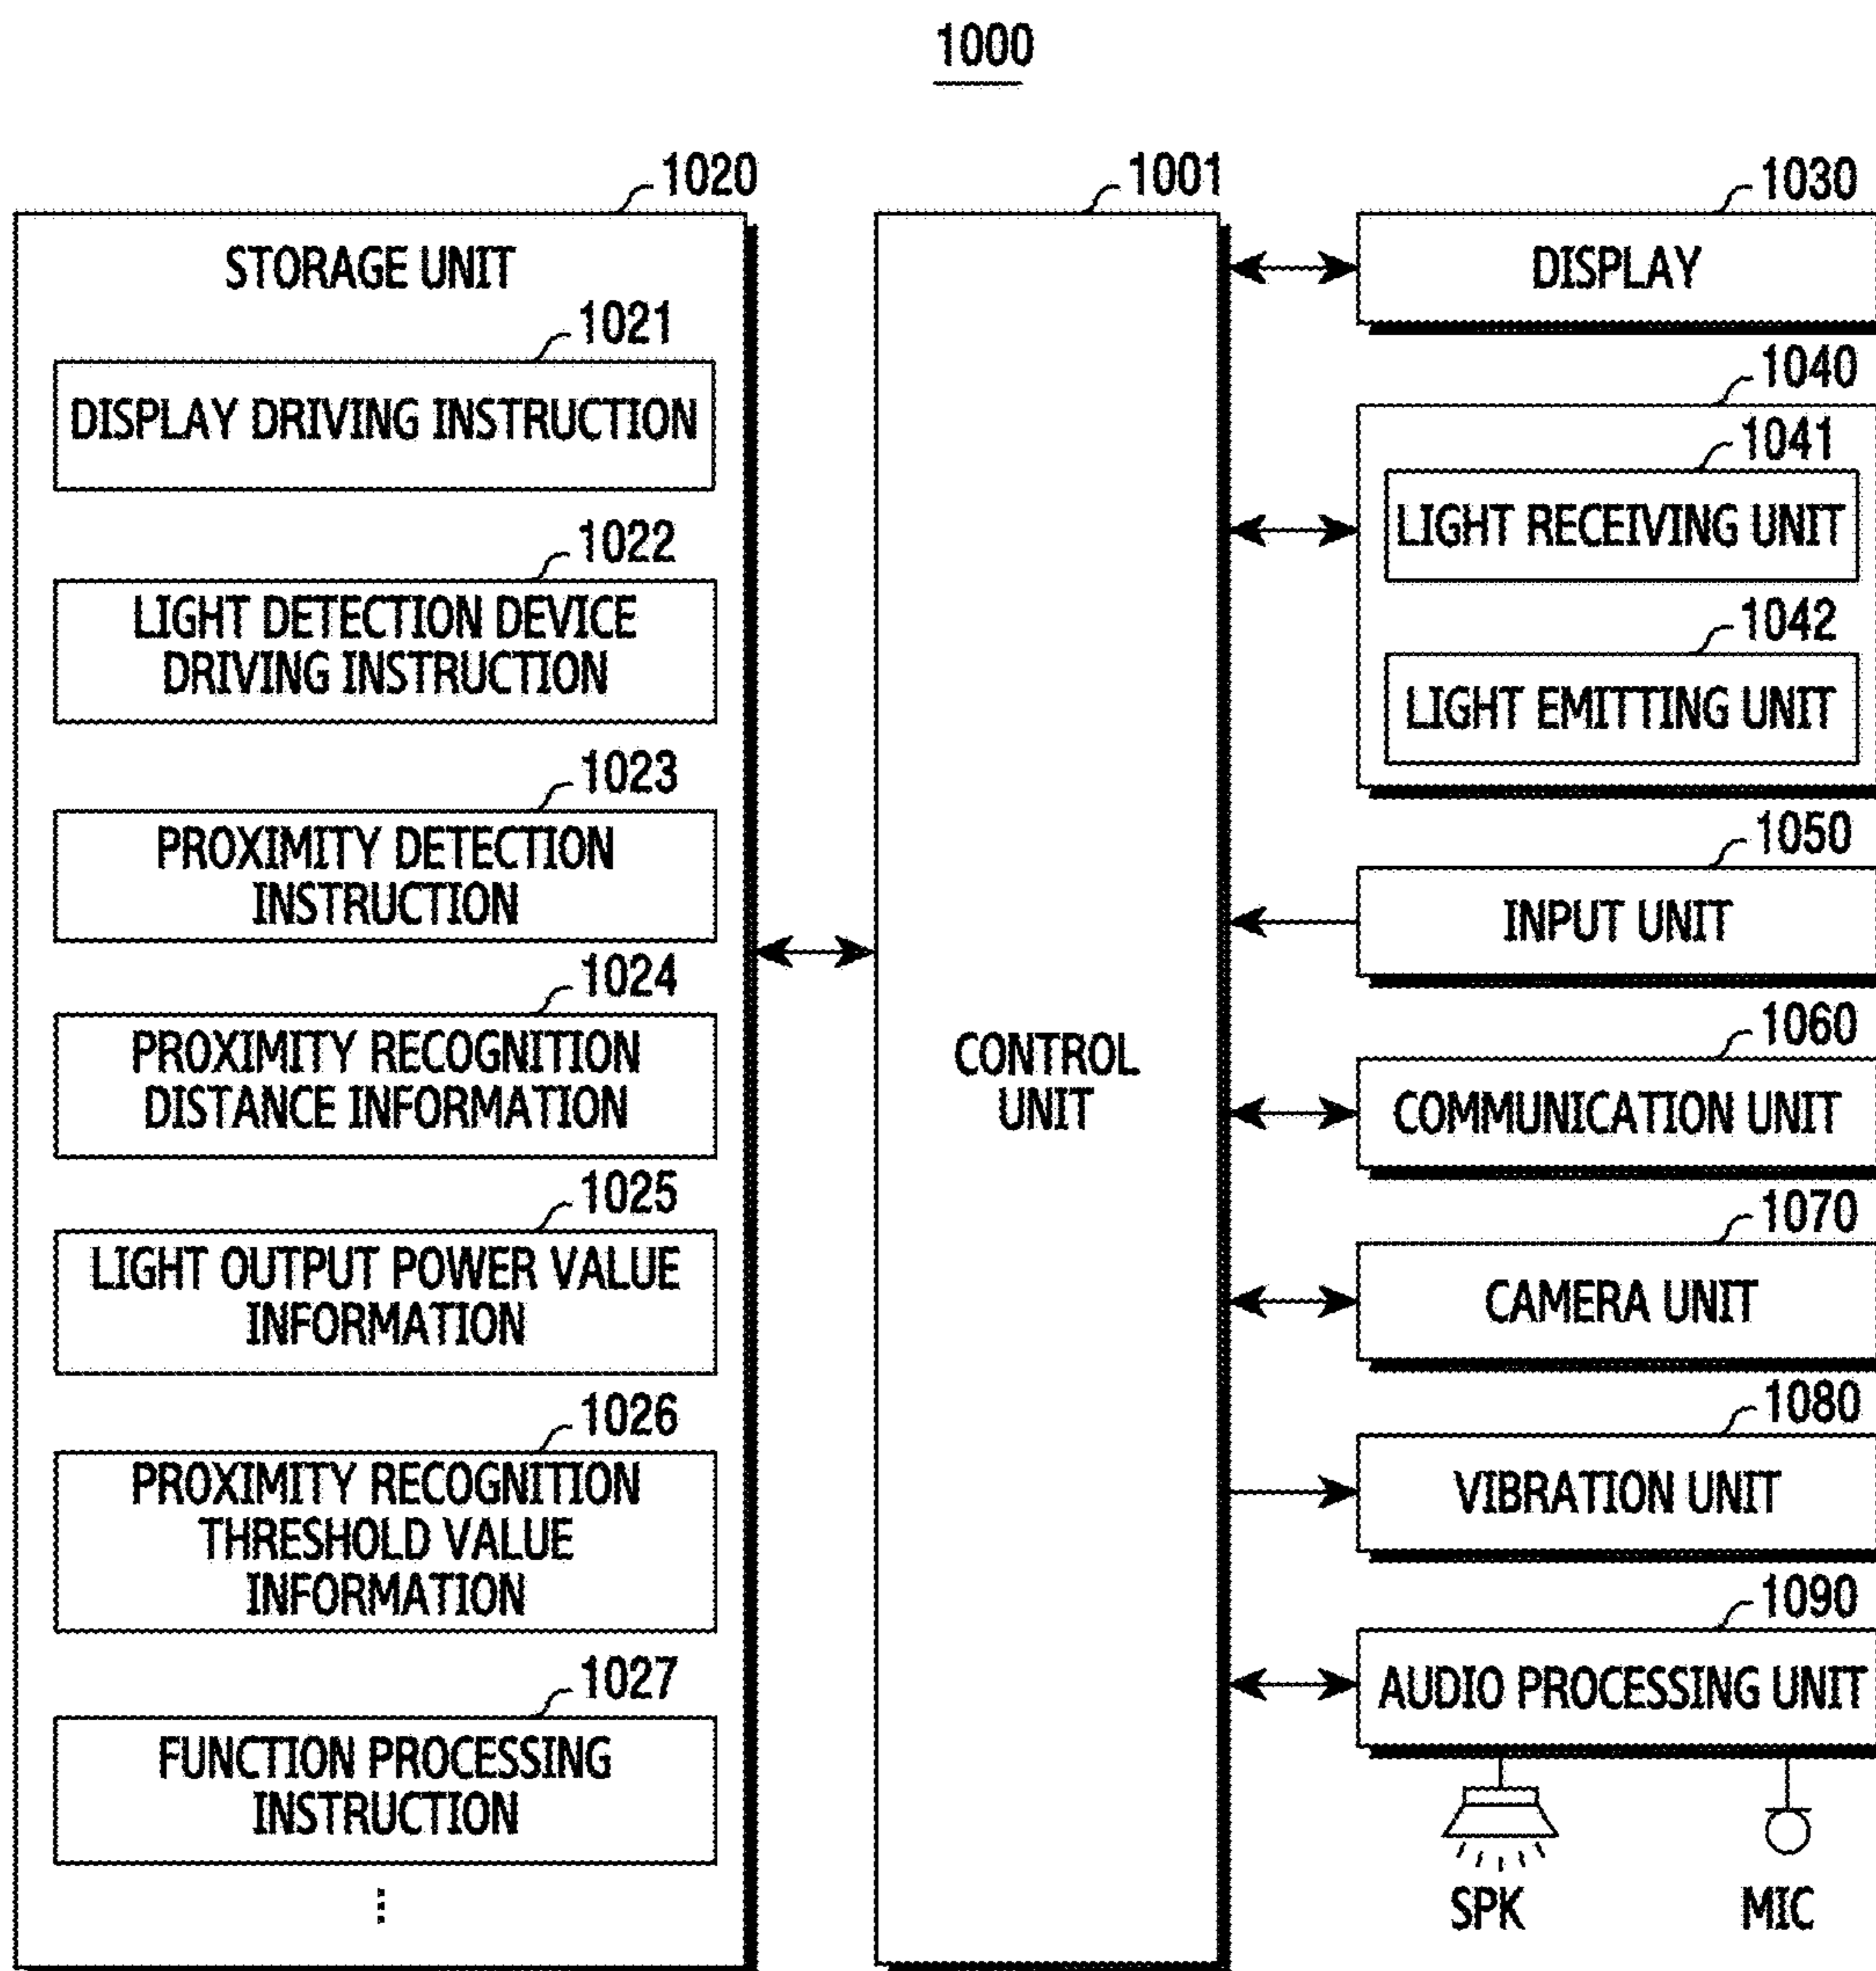 1000
1020
STORAGE UNIT
1021
DISPLAY DRIVING INSTRUCTION
1022
LIGHT DETECTION DEVICE
DRIVING INSTRUCTION
1023
PROXIMITY DETECTION
INSTRUCTION
1024
PROXIMITY RECOGNITION
DISTANCE INFORMATION
1025
LIGHT OUTPUT POWER VALUE
INFORMATION
1026
PROXIMITY RECOGNITION
THRESHOLD VALUE
INFORMATION
1027
FUNCTION PROCESSING
INSTRUCTION
...
1001
CONTROL
UNIT
1030
DISPLAY
1040
1041
LIGHT RECEIVING UNIT
1042
LIGHT EMITTING UNIT
1050
INPUT UNIT
1060
COMMUNICATION UNIT
1070
CAMERA UNIT
1080
VIBRATION UNIT
1090
AUDIO PROCESSING UNIT
SPK
MIC